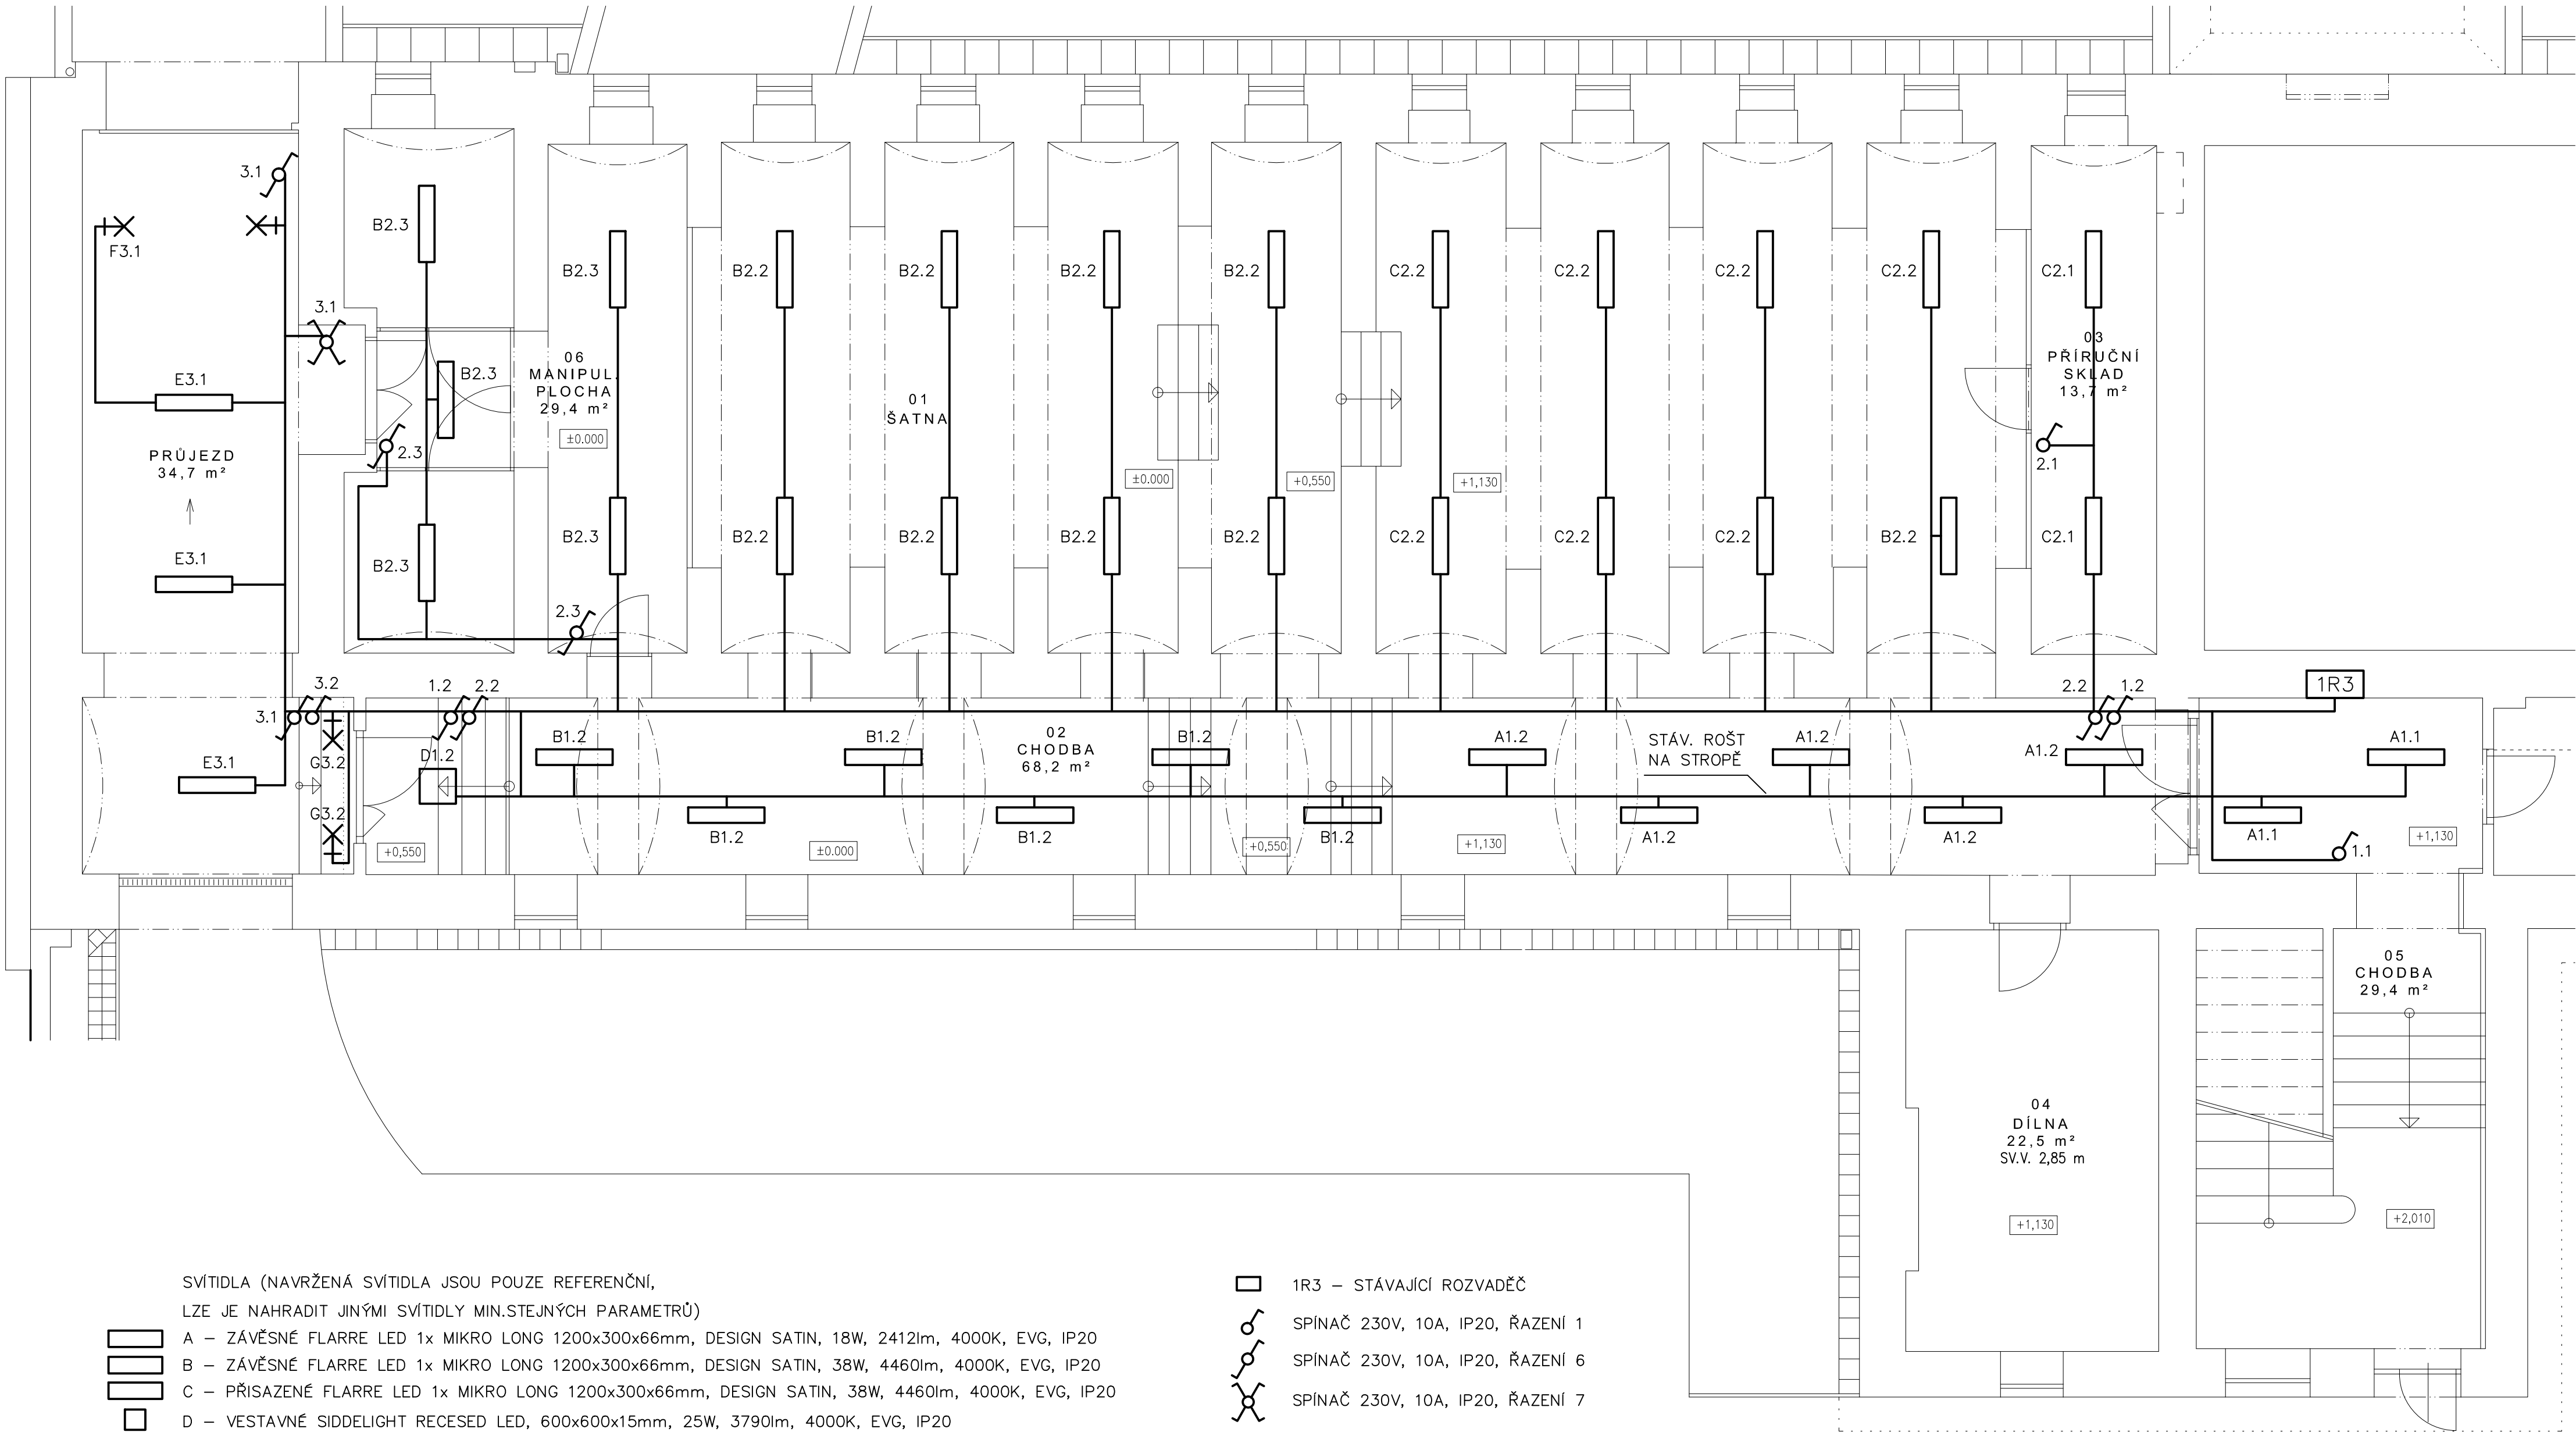 3.1
F3.1
3.1
E3.1
PRŮJEZD
34,7 m²
E3.1
3.1
3.2
E3.1
G3.2
G3.2
B2.3
B2.3
2.3
B2.3
B2.3
06
MANIPUL.
PLOCHA
29,4 m²
±0.000
B2.3
2.3
B2.2
B2.2
B2.2
B2.2
C2.2
C2.2
C2.2
C2.2
C2.1
01
ŠATNA
±0.000
+0,550
+1,130
03
PŘÍRUČNÍ
SKLAD
13,7 m²
2.1
B2.2
B2.2
B2.2
B2.2
C2.2
C2.2
C2.2
B2.2
C2.1
1.2
2.2
2.2
1.2
1R3
D1.2
B1.2
B1.2
02
CHODBA
68,2 m²
B1.2
A1.2
STÁV. ROŠT
NA STROPĚ
A1.2
A1.2
A1.1
+0,550
B1.2
±0.000
B1.2
+0,550
B1.2
+1,130
A1.2
A1.2
A1.1
1.1
+1,130
05
CHODBA
29,4 m²
04
DÍLNA
22,5 m²
SV.V. 2,85 m
+1,130
+2,010
SVÍTIDLA (NAVRŽENÁ SVÍTIDLA JSOU POUZE REFERENČNÍ,
LZE JE NAHRADIT JINÝMI SVÍTIDLY MIN.STEJNÝCH PARAMETRŮ)
A – ZÁVĚSNÉ FLARRE LED 1x MIKRO LONG 1200x300x66mm, DESIGN SATIN, 18W, 2412lm, 4000K, EVG, IP20
B – ZÁVĚSNÉ FLARRE LED 1x MIKRO LONG 1200x300x66mm, DESIGN SATIN, 38W, 4460lm, 4000K, EVG, IP20
C – PŘISAZENÉ FLARRE LED 1x MIKRO LONG 1200x300x66mm, DESIGN SATIN, 38W, 4460lm, 4000K, EVG, IP20
D – VESTAVNÉ SIDDELIGHT RECESED LED, 600x600x15mm, 25W, 3790lm, 4000K, EVG, IP20
1R3 – STÁVAJÍCÍ ROZVADĚČ
SPÍNAČ 230V, 10A, IP20, ŘAZENÍ 1
SPÍNAČ 230V, 10A, IP20, ŘAZENÍ 6
SPÍNAČ 230V, 10A, IP20, ŘAZENÍ 7